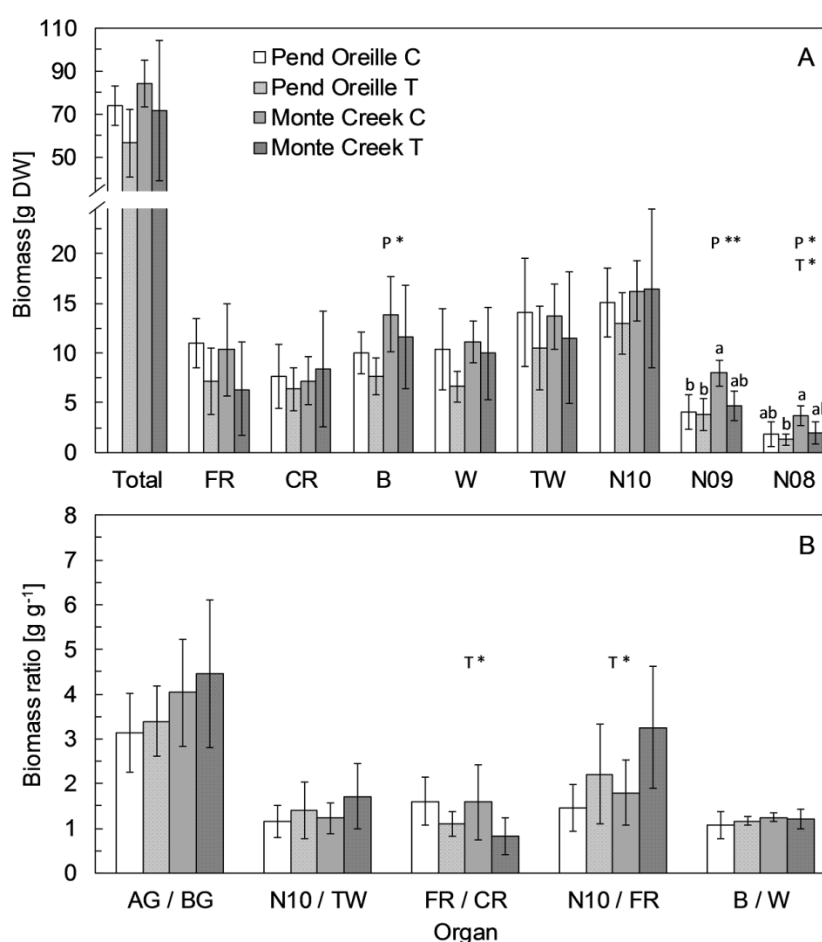 A
Biomass [g DW]
110
90
70
50
20
15
10
5
0
Pend Oreille C
Pend Oreille T
Monte Creek C
Monte Creek T
P *
P **
P *
T *
b b a ab
ab b a ab
Total FR CR B W TW N10 N09 N08
B
Biomass ratio [g g-1]
8
7
6
5
4
3
2
1
0
T *
T *
AG / BG N10 / TW FR / CR N10 / FR B / W
Organ